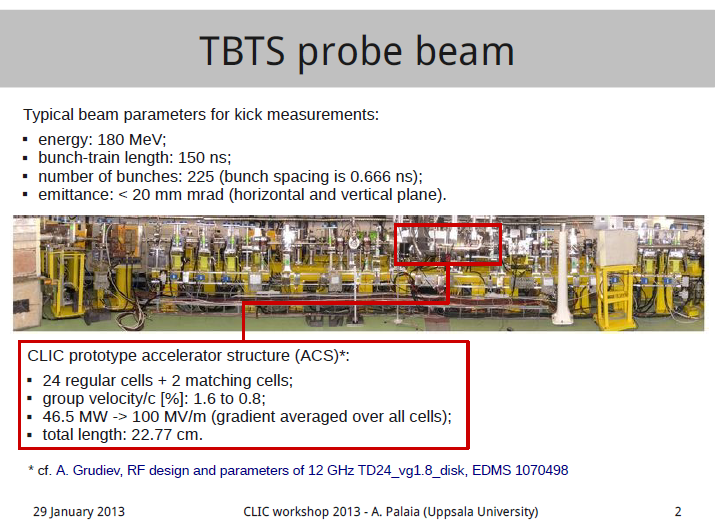 TBTS probe beam
Typical beam parameters for kick measurements:
▪ energy: 180 MeV;
▪ bunch-train length: 150 ns;
▪ number of bunches: 225 (bunch spacing is 0.666 ns);
▪ emittance: < 20 mm mrad (horizontal and vertical plane).
CLIC prototype accelerator structure (ACS)*:
▪ 24 regular cells + 2 matching cells;
▪ group velocity/c [%]: 1.6 to 0.8;
▪ 46.5 MW -> 100 MV/m (gradient averaged over all cells);
▪ total length: 22.77 cm.
* cf. A. Grudiev, RF design and parameters of 12 GHz TD24_vg1.8_disk, EDMS 1070498
29 January 2013 CLIC workshop 2013 - A. Palaia (Uppsala University) 2